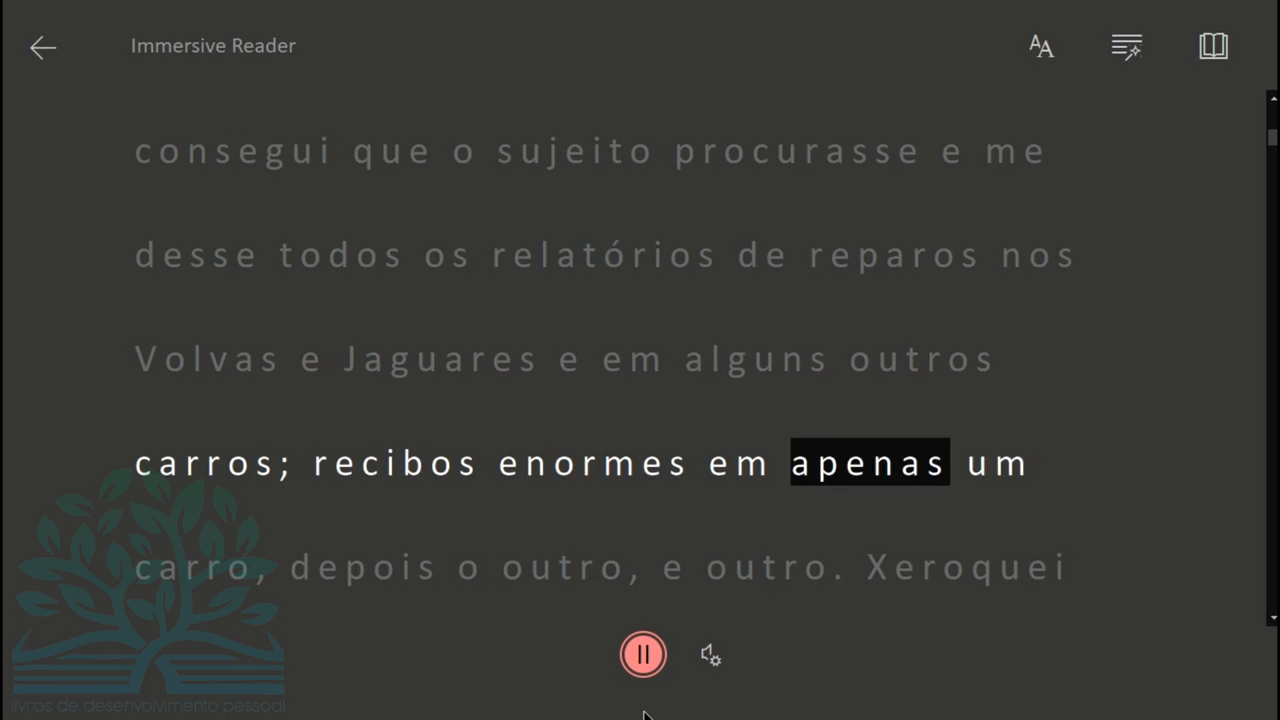 Immersive Reader
consegui que o sujeito procurasse e me
desse todos os relatórios de reparos nos
Volvas e Jaguares e em alguns outros
carros; recibos enormes em apenas um
carro, depois o outro, e outro. Xeroquei
livros de desenvolvimento pessoal